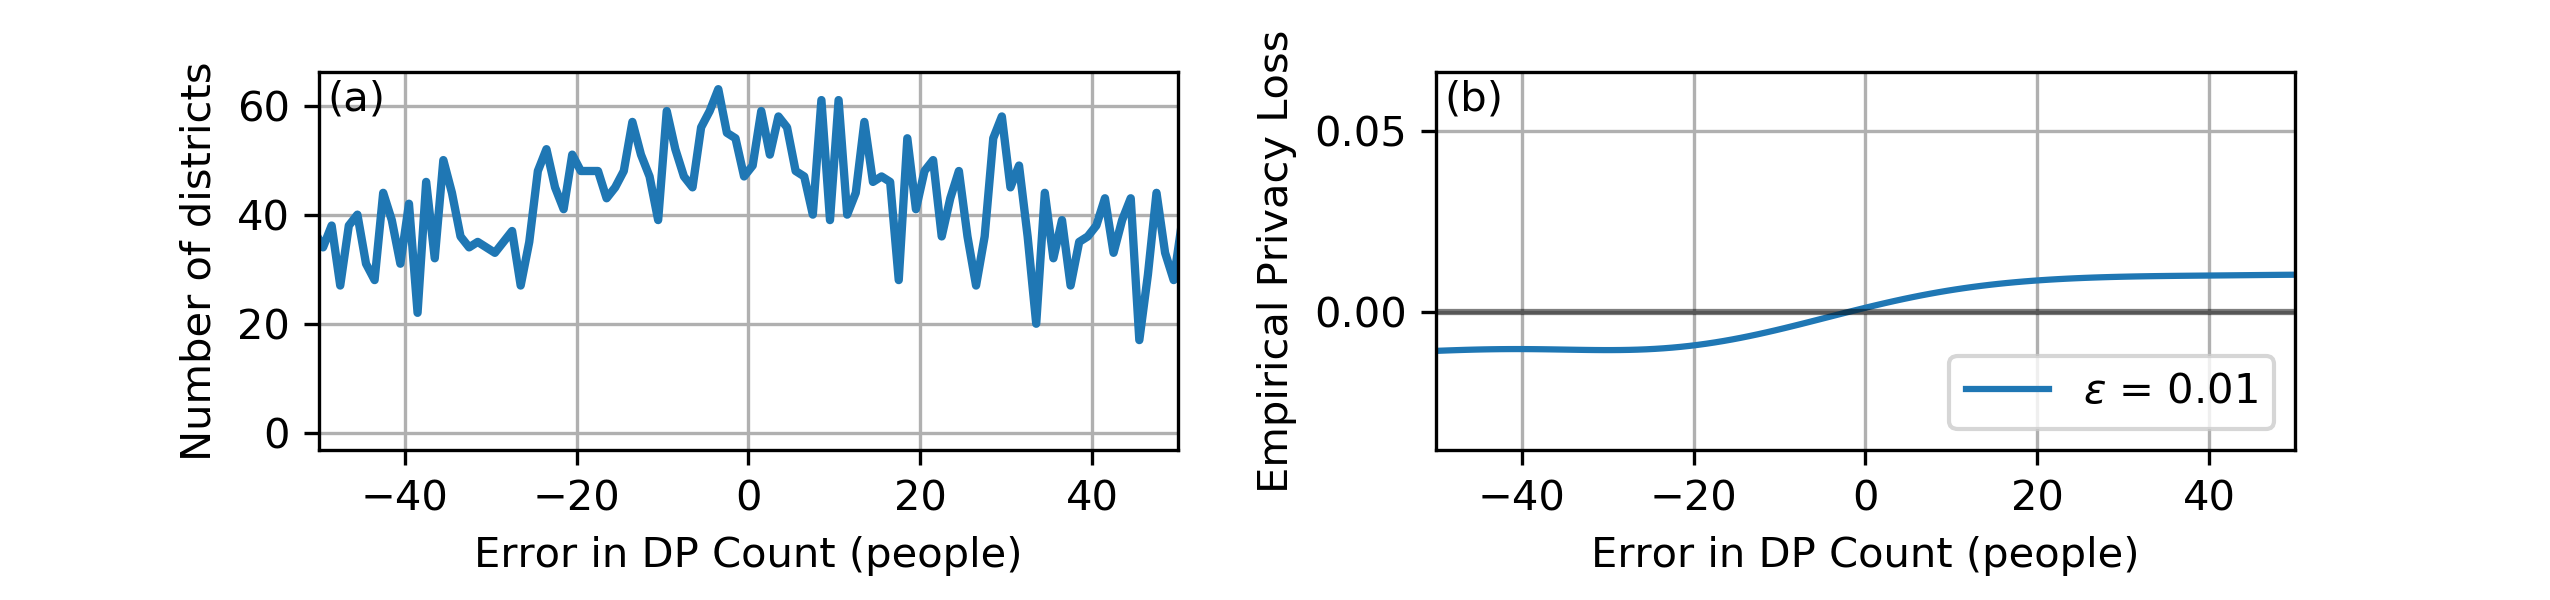 (a)
Number of districts
60
40
20
0
−40 −20 0 20 40
Error in DP Count (people)
(b)
Empirical Privacy Loss
0.05
0.00
ε = 0.01
−40 −20 0 20 40
Error in DP Count (people)